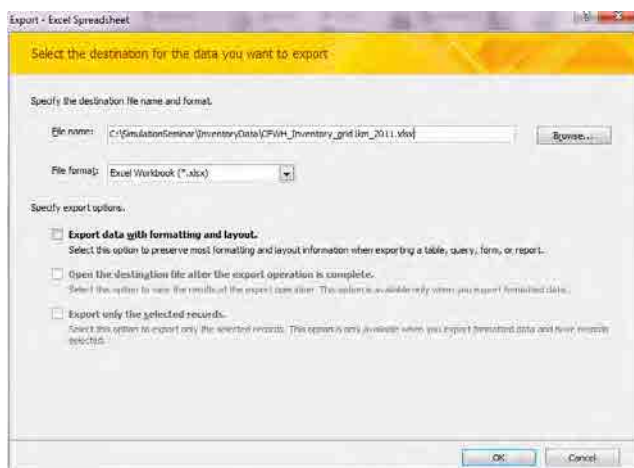 Export - Excel Spreadsheet
Select the destination for the data you want to export
Specify the destination file name and format.
File name: C:\SimulationSeminar\InventoryData\CFWH_Inventory_grid1km_2011.xlsx
Browse...
File format: Excel Workbook (*.xlsx)
Specify export options.
Export data with formatting and layout.
Select this option to preserve most formatting and layout information when exporting a table, query, form, or report.
Open the destination file after the export operation is complete.
Select this option to view the results of the export operation. This option is available only when you export formatted data.
Export only the selected records.
Select this option to export only the selected records. This option is only available when you export formatted data and have records
selected.
OK
Cancel